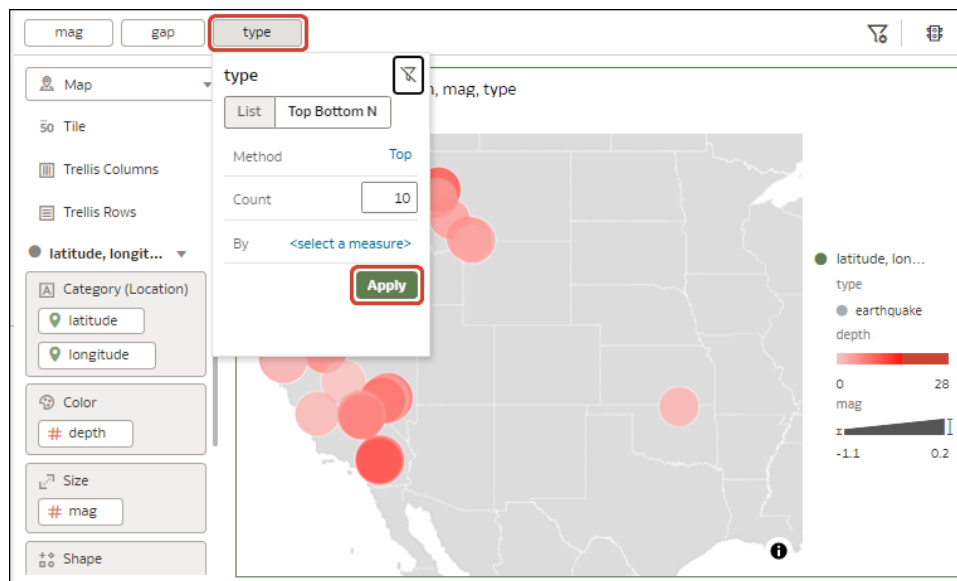 mag
gap
type
Map
Tile
Trellis Columns
Trellis Rows
latitude, longit...
Category (Location)
latitude
longitude
Color
# depth
Size
# mag
Shape
type
List
Top Bottom N
Method
Top
Count
10
By
<select a measure>
Apply
, mag, type
latitude, lon...
type
earthquake
depth
0
28
mag
-1.1
0.2